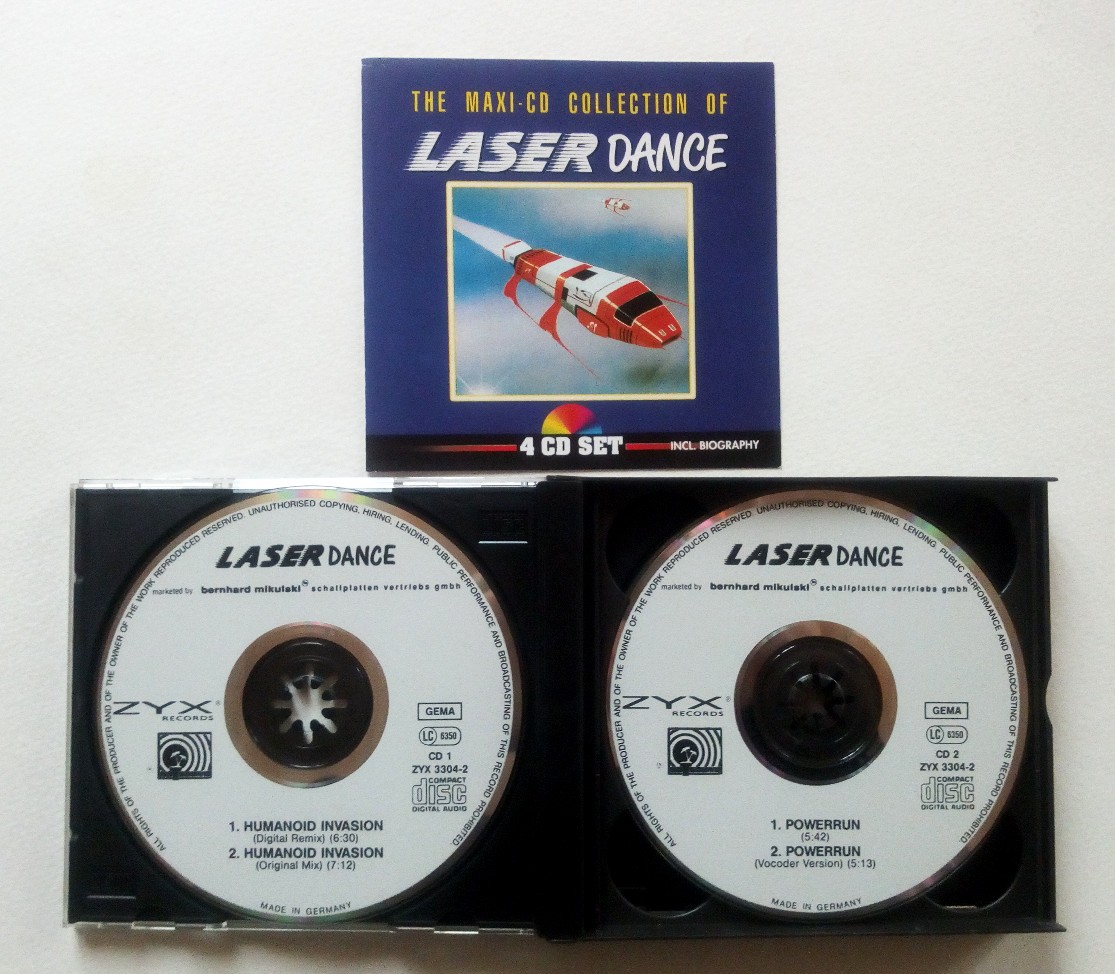 THE MAXI-CD COLLECTION OF
LASER DANCE
4 CD SET
INCL. BIOGRAPHY
ALL RIGHTS OF THE PRODUCER AND OF THE OWNER OF THE WORK REPRODUCED RESERVED. UNAUTHORISED COPYING, HIRING, LENDING, PUBLIC PERFORMANCE AND BROADCASTING OF THIS RECORD PROHIBITED.
LASER DANCE
marketed by bernhard mikulski schallplatten vertriebs gmbh
ZYX
RECORDS
GEMA
LC 6350
CD 1
ZYX 3304-2
COMPACT
disc
DIGITAL AUDIO
1. HUMANOID INVASION
(Digital Remix) (6:30)
2. HUMANOID INVASION
(Original Mix) (7:12)
MADE IN GERMANY
ALL RIGHTS OF THE PRODUCER AND OF THE OWNER OF THE WORK REPRODUCED RESERVED. UNAUTHORISED COPYING, HIRING, LENDING, PUBLIC PERFORMANCE AND BROADCASTING OF THIS RECORD PROHIBITED.
LASER DANCE
marketed by bernhard mikulski schallplatten vertriebs gmbh
ZYX
RECORDS
GEMA
LC 6350
CD 2
ZYX 3304-2
COMPACT
disc
DIGITAL AUDIO
1. POWERRUN
(5:42)
2. POWERRUN
(Vocoder Version) (5:13)
MADE IN GERMANY